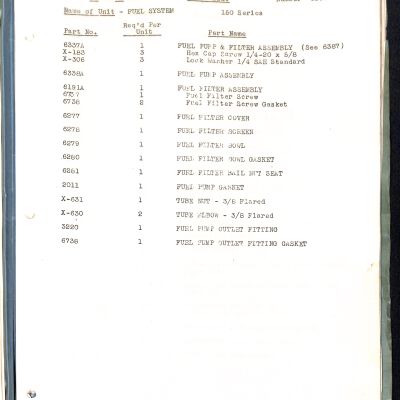 Name of Unit - FUEL SYSTEM 150 Series
Part No. Req'd Per Unit Part Name
6337A 1 FUEL PUMP & FILTER ASSEMBLY (See 6387)
X-183 3 Hex Cap Screw 1/4-20 x 5/8
X-306 3 Lock Washer 1/4 SAE Standard
6338A 1 FUEL PUMP ASSEMBLY
6191A 1 FUEL FILTER ASSEMBLY
6737 1 Fuel Filter Screw
6738 2 Fuel Filter Screw Gasket
6277 1 FUEL FILTER COVER
6278 1 FUEL FILTER SCREEN
6279 1 FUEL FILTER BOWL
6280 1 FUEL FILTER BOWL GASKET
6281 1 FUEL FILTER BAIL NUT SEAT
2011 1 FUEL PUMP GASKET
X-631 1 TUBE NUT - 3/8 Flared
X-630 2 TUBE ELBOW - 3/8 Flared
3220 1 FUEL PUMP OUTLET FITTING
6738 1 FUEL PUMP OUTLET FITTING GASKET